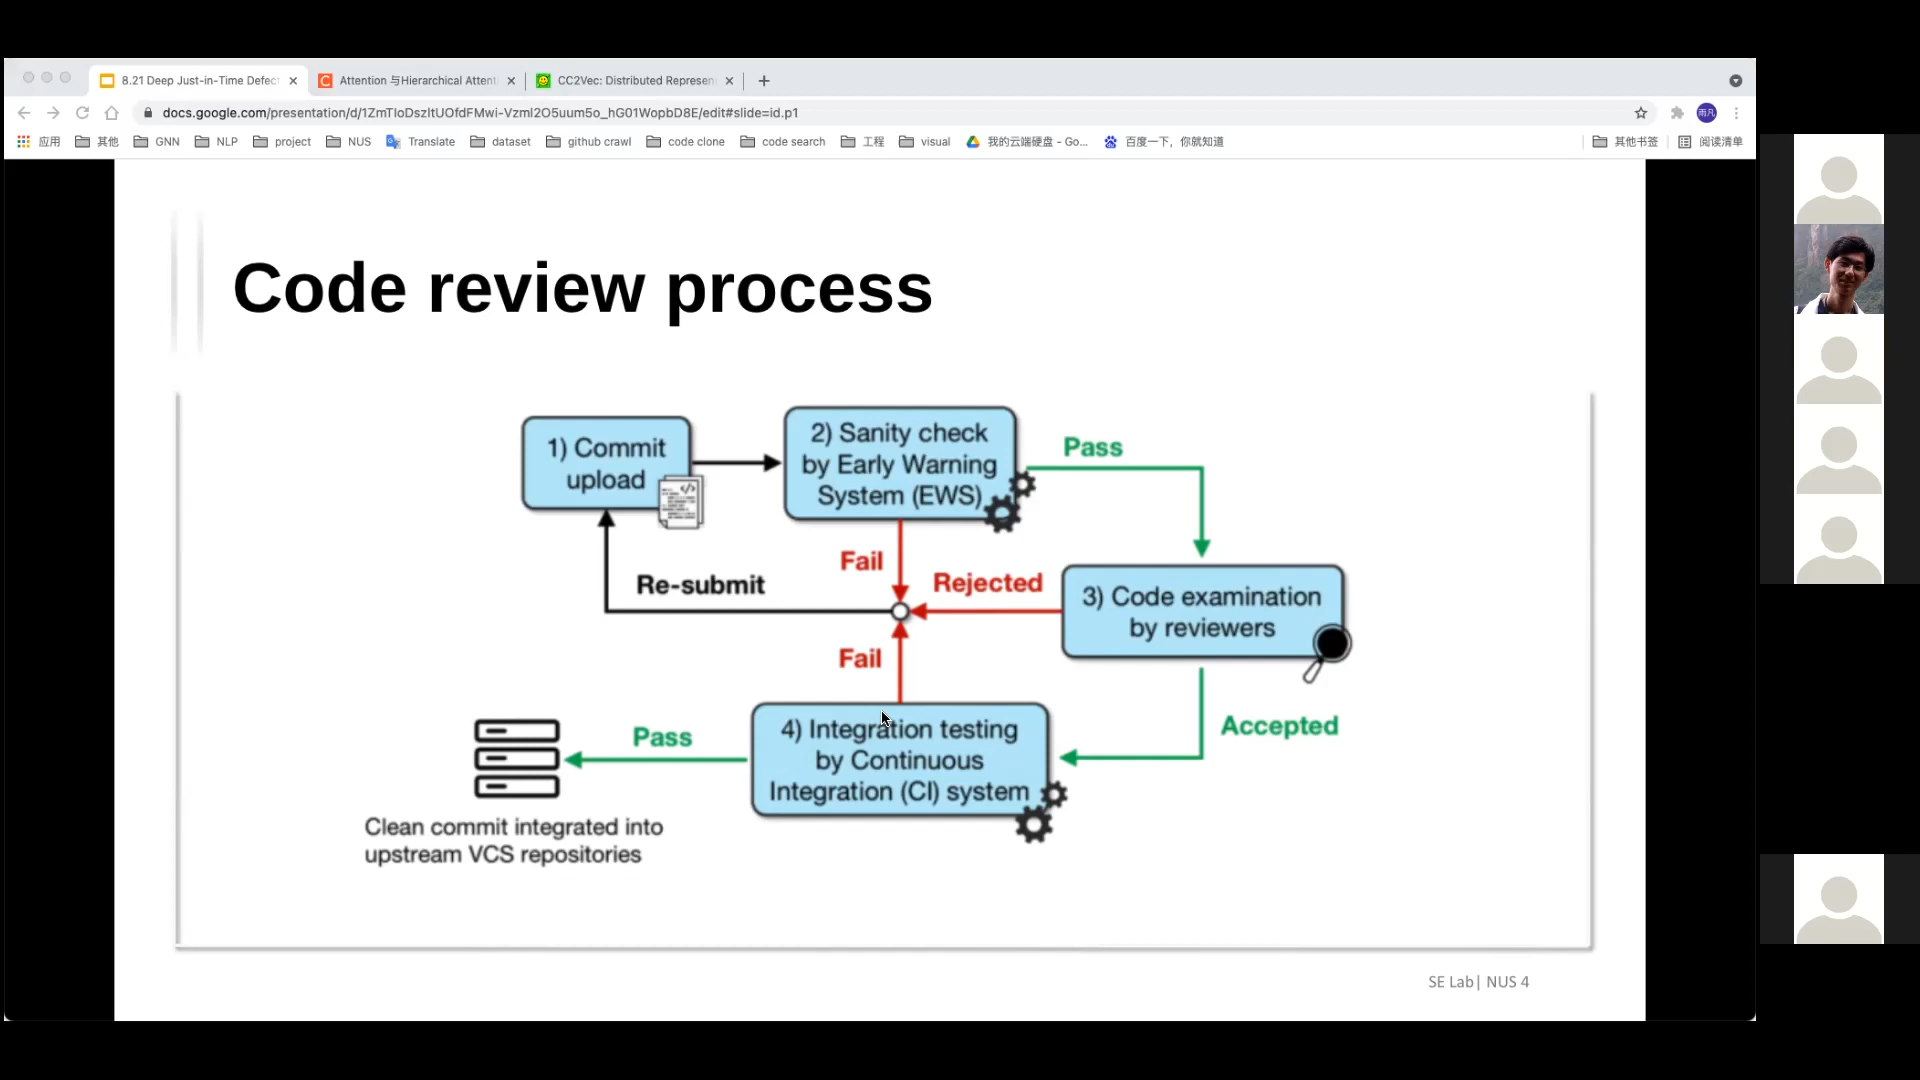 8.21 Deep Just-in-Time Defect
Attention 与Hierarchical Attent
CC2Vec: Distributed Represen
docs.google.com/presentation/d/1ZmTIoDszItUOfdFMwi-Vzml2O5uum5o_hG01WopbD8E/edit#slide=id.p1
雨凡
应用
其他
GNN
NLP
project
NUS
Translate
dataset
github crawl
code clone
code search
工程
visual
我的云端硬盘 - Go...
百度一下，你就知道
其他书签
阅读清单
Code review process
1) Commit
upload
2) Sanity check
by Early Warning
System (EWS)
Pass
Fail
Re-submit
Rejected
3) Code examination
by reviewers
Fail
Accepted
4) Integration testing
by Continuous
Integration (CI) system
Pass
Clean commit integrated into
upstream VCS repositories
SE Lab| NUS 4